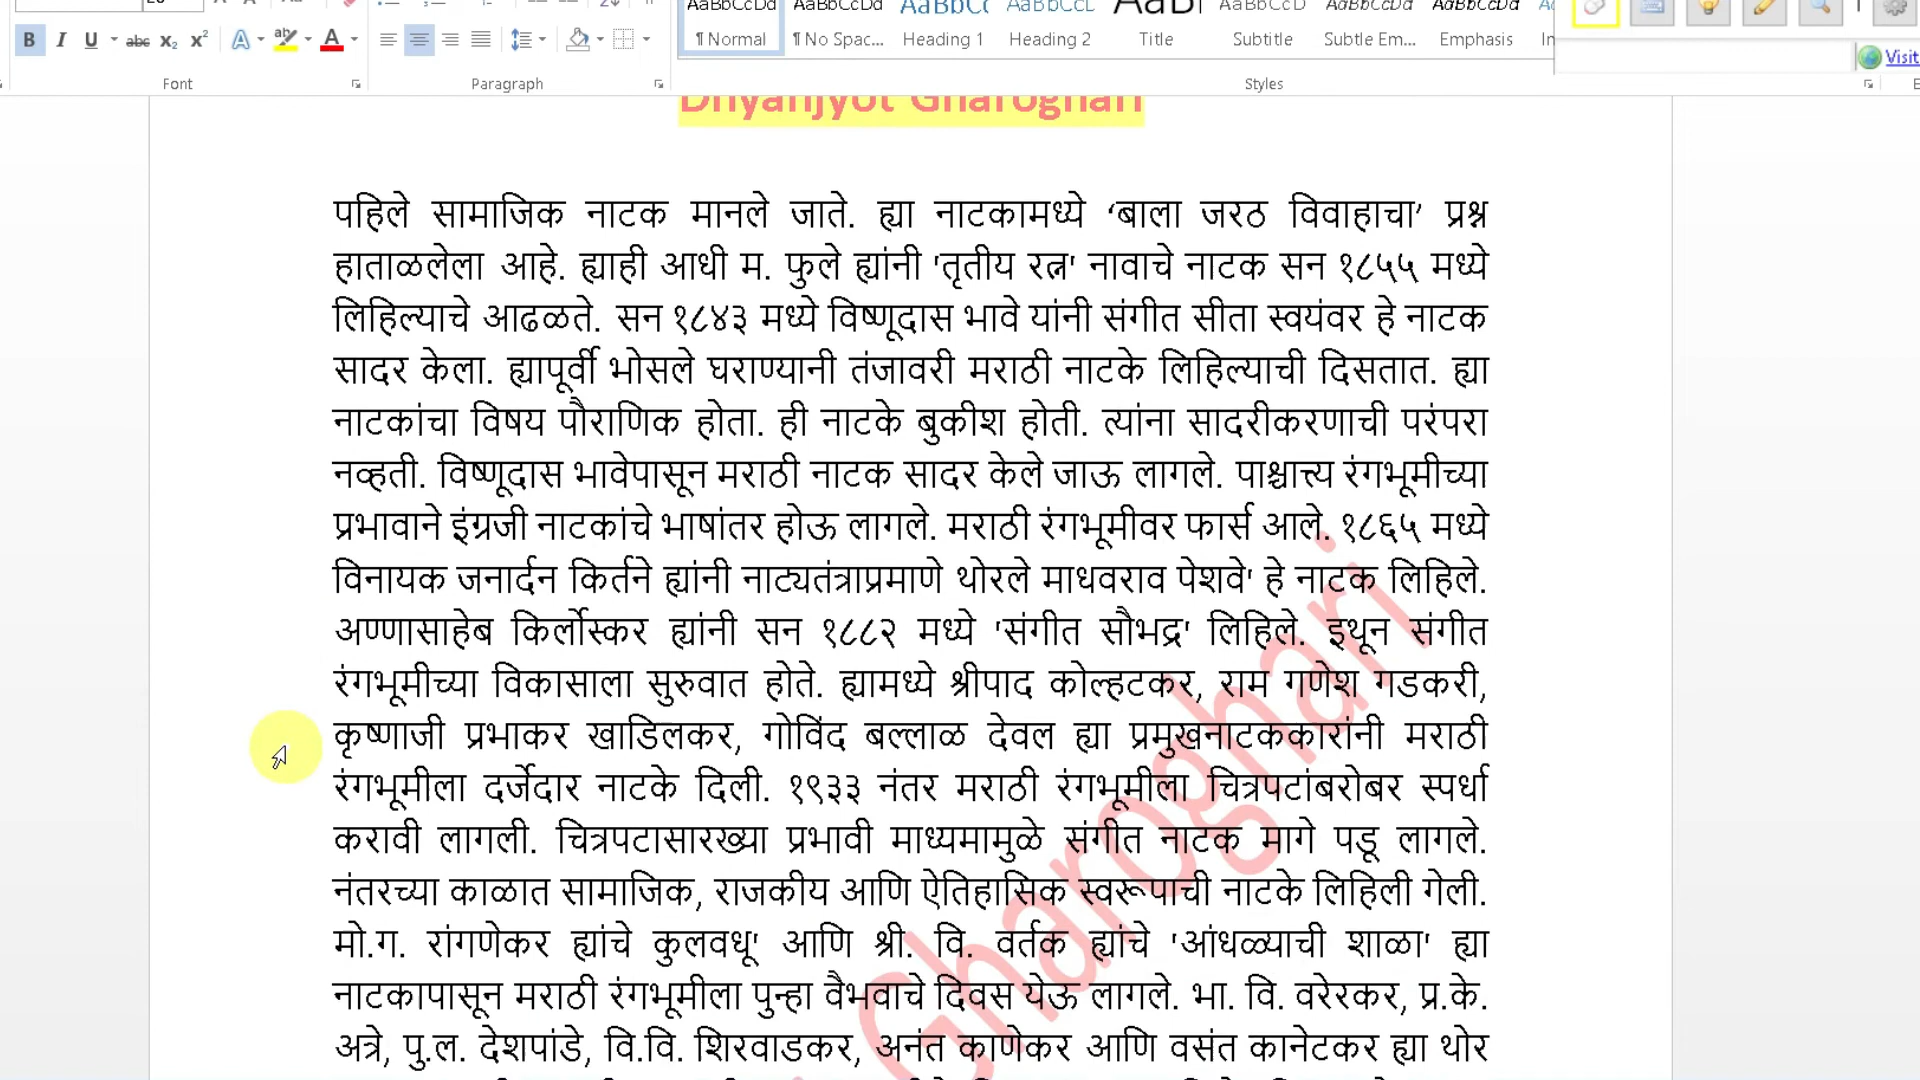 AaBbCcDd AaBbCcDd AaBbCc AaBbCcL AaBl AaBbCcD AaBbCcDd AaBbCcDd
B I U abc x₂ x² A ab A ¶ Normal ¶ No Spac... Heading 1 Heading 2 Title Subtitle Subtle Em... Emphasis In
Visit
Font Paragraph Styles
Dhyanjyot Gharoghari
पहिले सामाजिक नाटक मानले जाते. ह्या नाटकामध्ये ‘बाला जरठ विवाहाचा’ प्रश्न
हाताळलेला आहे. ह्याही आधी म. फुले ह्यांनी 'तृतीय रत्न' नावाचे नाटक सन १८५५ मध्ये
लिहिल्याचे आढळते. सन १८४३ मध्ये विष्णूदास भावे यांनी संगीत सीता स्वयंवर हे नाटक
सादर केला. ह्यापूर्वी भोसले घराण्यानी तंजावरी मराठी नाटके लिहिल्याची दिसतात. ह्या
नाटकांचा विषय पौराणिक होता. ही नाटके बुकीश होती. त्यांना सादरीकरणाची परंपरा
नव्हती. विष्णूदास भावेपासून मराठी नाटक सादर केले जाऊ लागले. पाश्चात्त्य रंगभूमीच्या
प्रभावाने इंग्रजी नाटकांचे भाषांतर होऊ लागले. मराठी रंगभूमीवर फार्स आले. १८६५ मध्ये
विनायक जनार्दन किर्तने ह्यांनी नाट्यतंत्राप्रमाणे थोरले माधवराव पेशवे' हे नाटक लिहिले.
अण्णासाहेब किर्लोस्कर ह्यांनी सन १८८२ मध्ये 'संगीत सौभद्र' लिहिले. इथून संगीत
रंगभूमीच्या विकासाला सुरुवात होते. ह्यामध्ये श्रीपाद कोल्हटकर, राम गणेश गडकरी,
कृष्णाजी प्रभाकर खाडिलकर, गोविंद बल्लाळ देवल ह्या प्रमुखनाटककारांनी मराठी
रंगभूमीला दर्जेदार नाटके दिली. १९३३ नंतर मराठी रंगभूमीला चित्रपटांबरोबर स्पर्धा
करावी लागली. चित्रपटासारख्या प्रभावी माध्यमामुळे संगीत नाटक मागे पडू लागले.
नंतरच्या काळात सामाजिक, राजकीय आणि ऐतिहासिक स्वरूपाची नाटके लिहिली गेली.
मो.ग. रांगणेकर ह्यांचे कुलवधू' आणि श्री. वि. वर्तक ह्यांचे 'आंधळ्याची शाळा' ह्या
नाटकापासून मराठी रंगभूमीला पुन्हा वैभवाचे दिवस येऊ लागले. भा. वि. वरेरकर, प्र.के.
अत्रे, पु.ल. देशपांडे, वि.वि. शिरवाडकर, अनंत काणेकर आणि वसंत कानेटकर ह्या थोर
Gharoghari